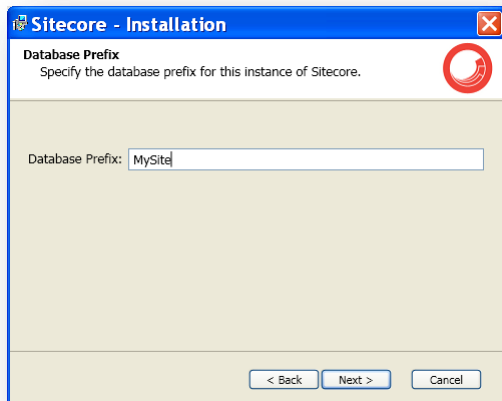 Sitecore - Installation
Database Prefix
Specify the database prefix for this instance of Sitecore.
Database Prefix: MySite
< Back Next > Cancel